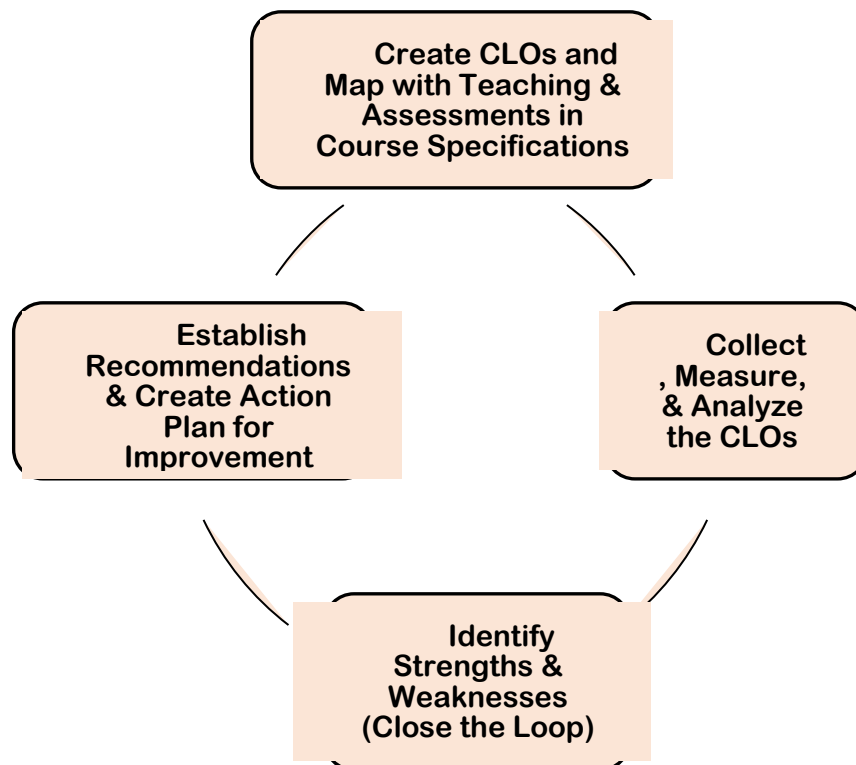 Create CLOs and
Map with Teaching &
Assessments in
Course Specifications
Collect
, Measure,
& Analyze
the CLOs
Identify
Strengths &
Weaknesses
(Close the Loop)
Establish
Recommendations
& Create Action
Plan for
Improvement